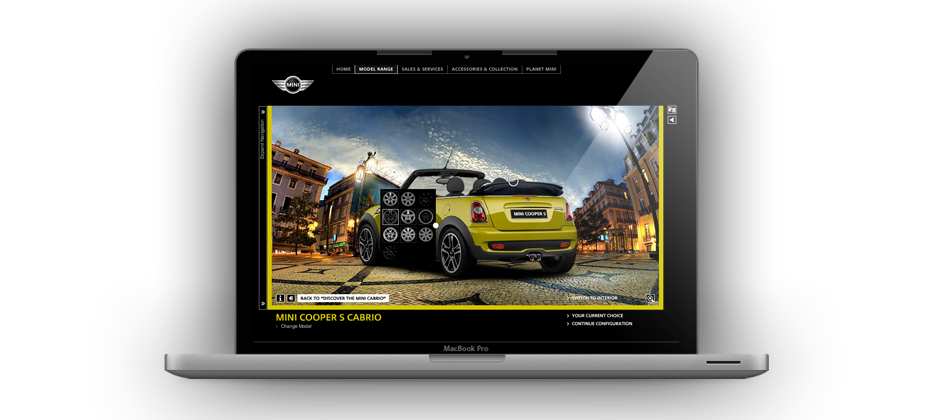 HOME MODEL RANGE SALES & SERVICES ACCESSORIES & COLLECTION PLANET MINI
MINI
Expand Navigation
MINI COOPER S
BACK TO "DISCOVER THE MINI CABRIO"
SWITCH TO INTERIOR
MINI COOPER S CABRIO
Change Model
YOUR CURRENT CHOICE
CONTINUE CONFIGURATION
MacBook Pro